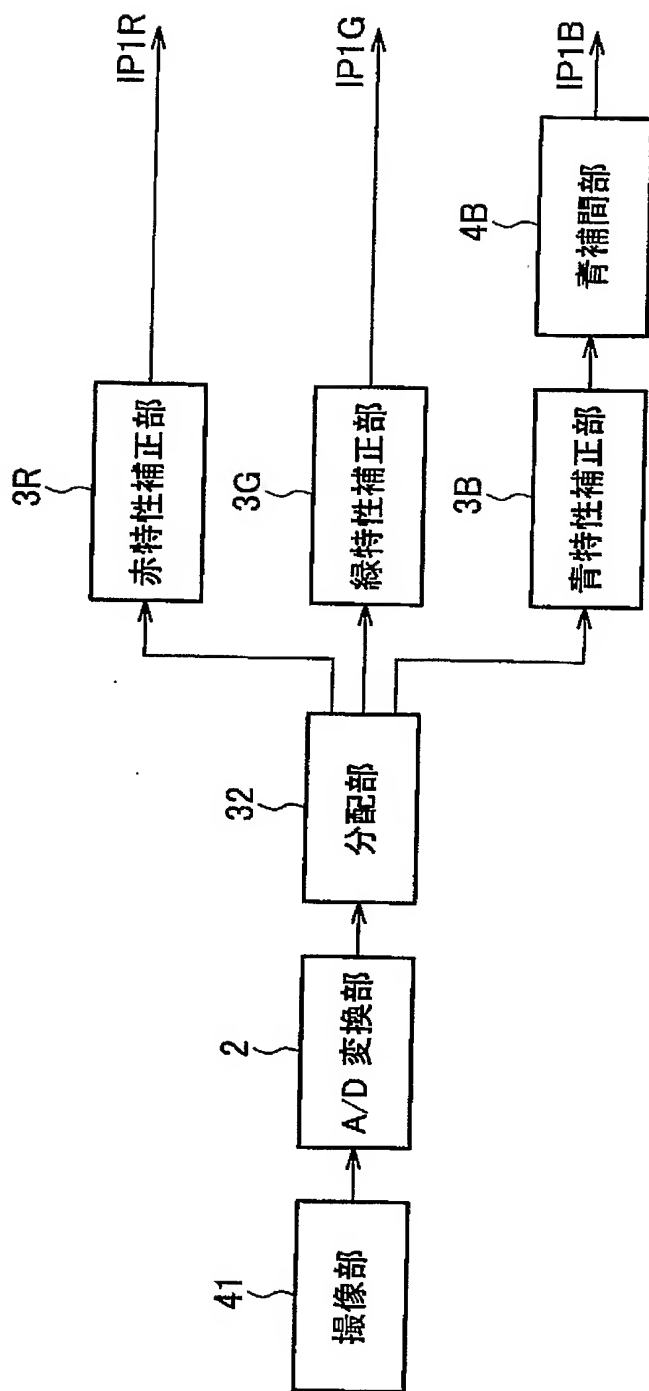 41
撮像部
2
A/D 変換部
32
分配部
3R
赤特性補正部
IP1R
3G
緑特性補正部
IP1G
3B
青特性補正部
4B
青補間部
IP1B